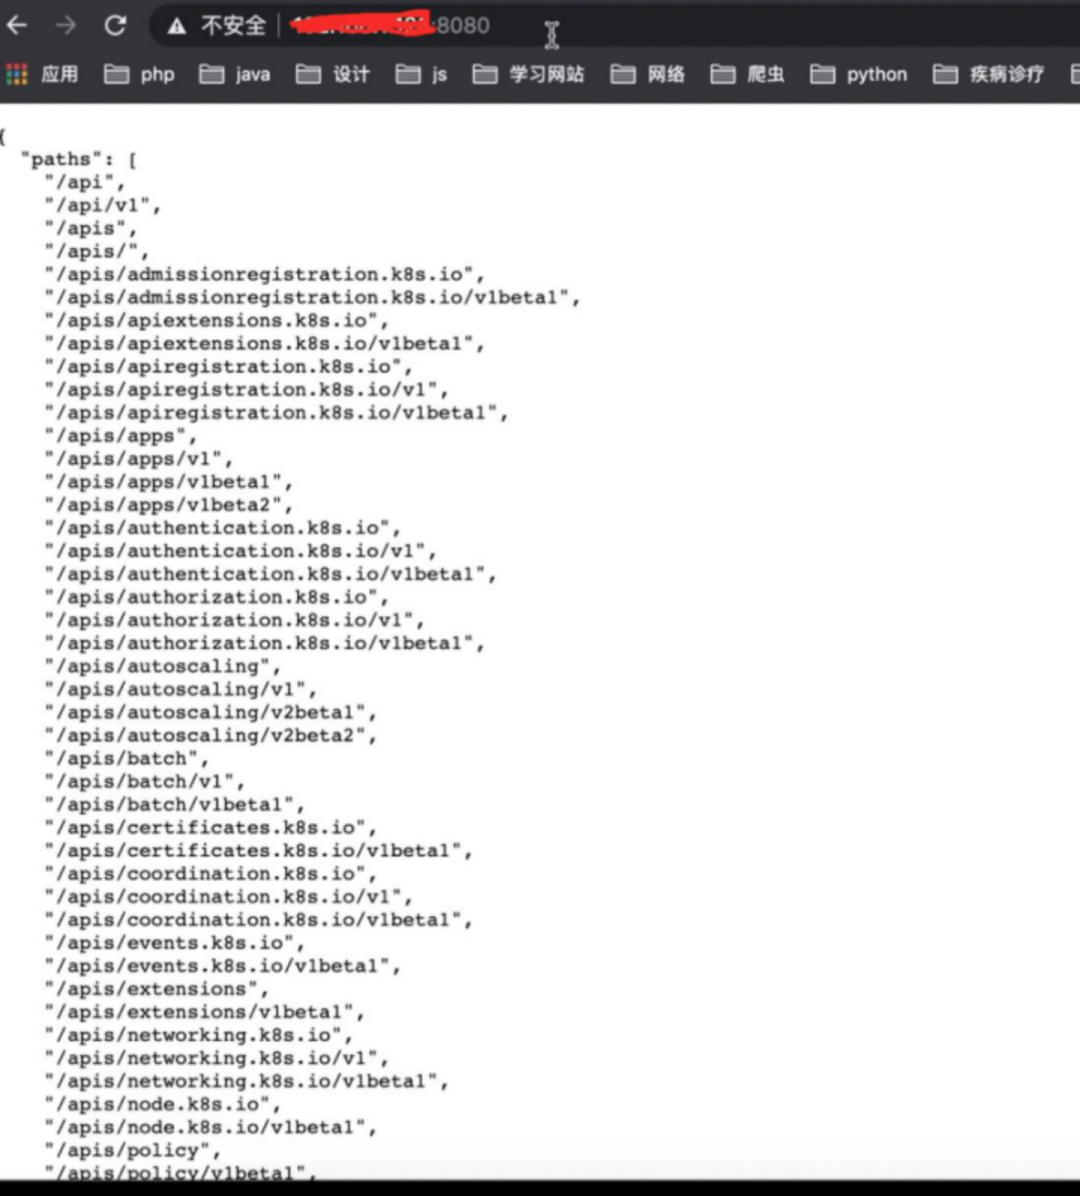 不安全 :8080
应用 php java 设计 js 学习网站 网络 爬虫 python 疾病诊疗
{
"paths": [
"/api",
"/api/v1",
"/apis",
"/apis/",
"/apis/admissionregistration.k8s.io",
"/apis/admissionregistration.k8s.io/v1beta1",
"/apis/apiextensions.k8s.io",
"/apis/apiextensions.k8s.io/v1beta1",
"/apis/apiregistration.k8s.io",
"/apis/apiregistration.k8s.io/v1",
"/apis/apiregistration.k8s.io/v1beta1",
"/apis/apps",
"/apis/apps/v1",
"/apis/apps/v1beta1",
"/apis/apps/v1beta2",
"/apis/authentication.k8s.io",
"/apis/authentication.k8s.io/v1",
"/apis/authentication.k8s.io/v1beta1",
"/apis/authorization.k8s.io",
"/apis/authorization.k8s.io/v1",
"/apis/authorization.k8s.io/v1beta1",
"/apis/autoscaling",
"/apis/autoscaling/v1",
"/apis/autoscaling/v2beta1",
"/apis/autoscaling/v2beta2",
"/apis/batch",
"/apis/batch/v1",
"/apis/batch/v1beta1",
"/apis/certificates.k8s.io",
"/apis/certificates.k8s.io/v1beta1",
"/apis/coordination.k8s.io",
"/apis/coordination.k8s.io/v1",
"/apis/coordination.k8s.io/v1beta1",
"/apis/events.k8s.io",
"/apis/events.k8s.io/v1beta1",
"/apis/extensions",
"/apis/extensions/v1beta1",
"/apis/networking.k8s.io",
"/apis/networking.k8s.io/v1",
"/apis/networking.k8s.io/v1beta1",
"/apis/node.k8s.io",
"/apis/node.k8s.io/v1beta1",
"/apis/policy",
"/apis/policy/v1beta1",